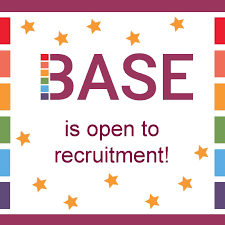 BASE
is open to
recruitment!